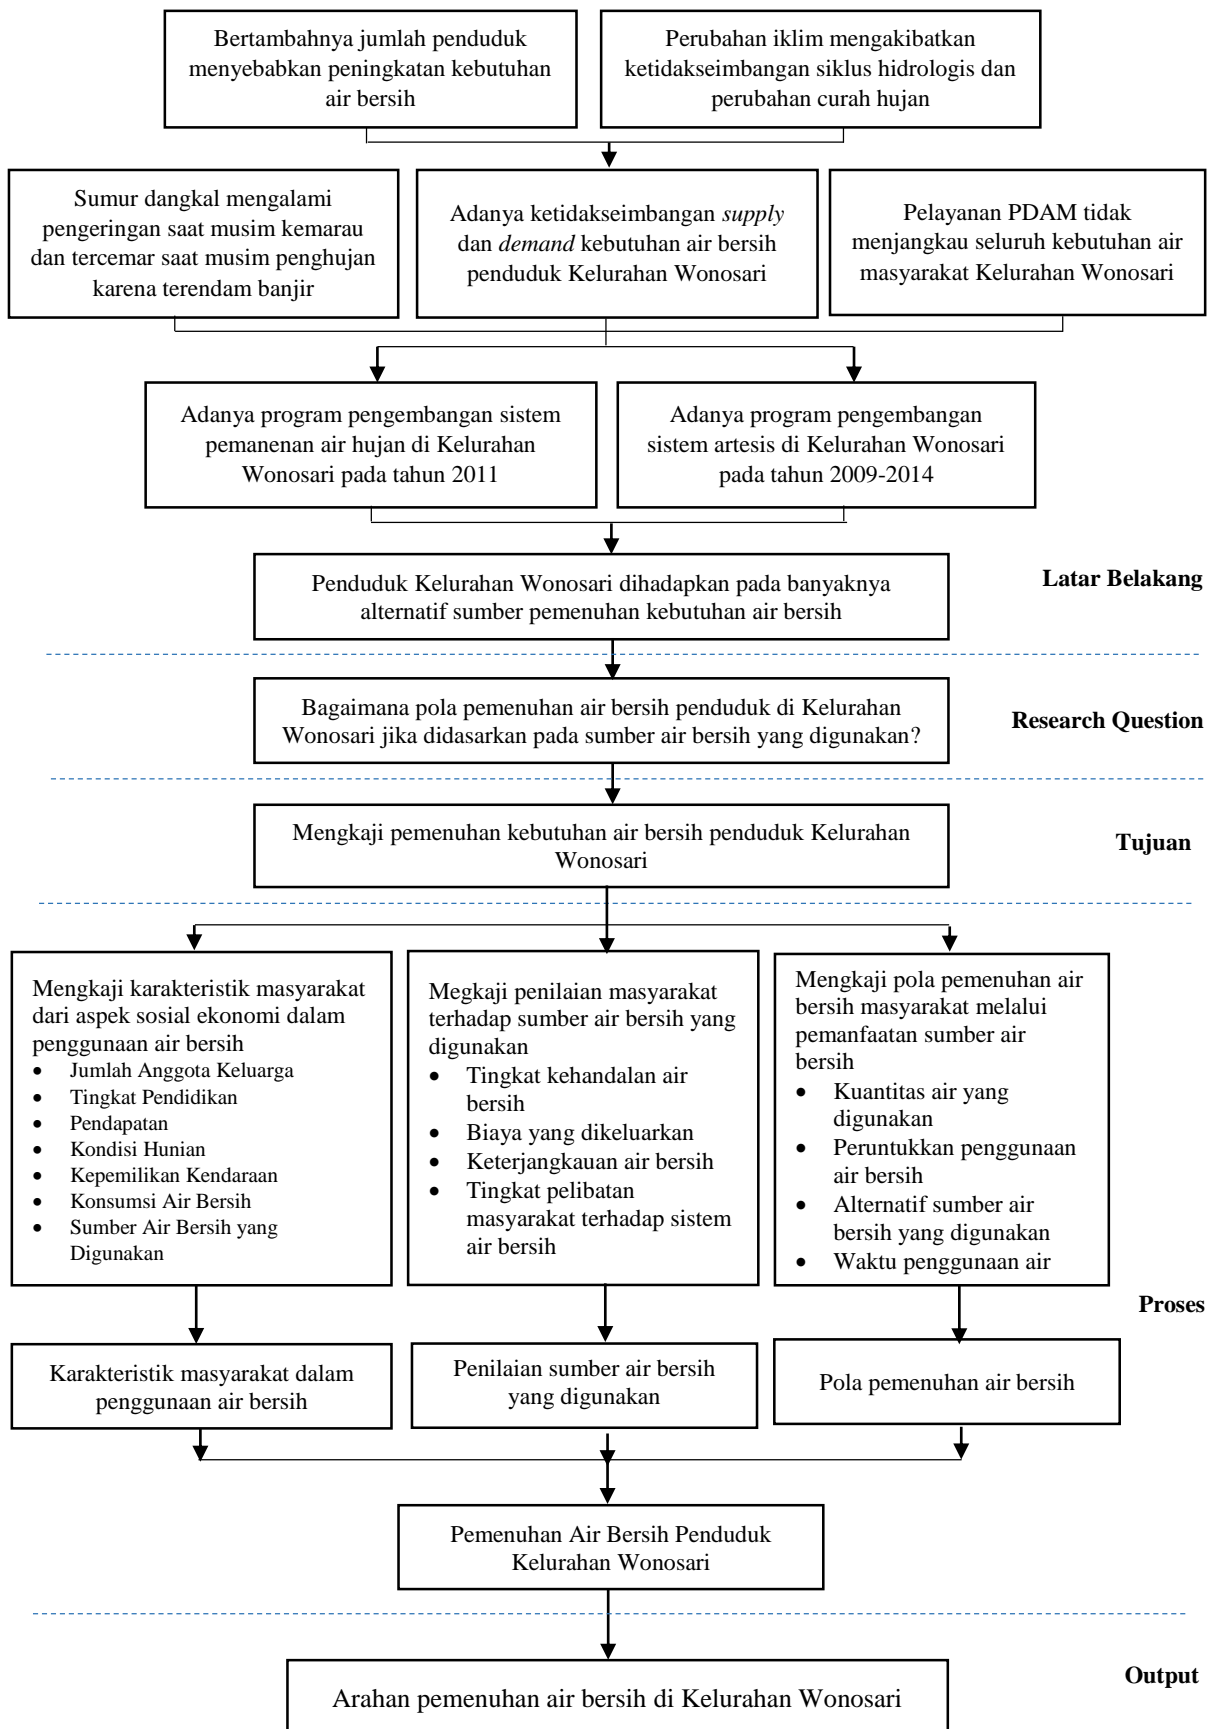 Bertambahnya jumlah penduduk
menyebabkan peningkatan kebutuhan
air bersih
Perubahan iklim mengakibatkan
ketidakseimbangan siklus hidrologis dan
perubahan curah hujan
Sumur dangkal mengalami
pengeringan saat musim kemarau
dan tercemar saat musim penghujan
karena terendam banjir
Adanya ketidakseimbangan supply
dan demand kebutuhan air bersih
penduduk Kelurahan Wonosari
Pelayanan PDAM tidak
menjangkau seluruh kebutuhan air
masyarakat Kelurahan Wonosari
Adanya program pengembangan sistem
pemanenan air hujan di Kelurahan
Wonosari pada tahun 2011
Adanya program pengembangan
sistem artesis di Kelurahan Wonosari
pada tahun 2009-2014
Penduduk Kelurahan Wonosari dihadapkan pada banyaknya
alternatif sumber pemenuhan kebutuhan air bersih
Latar Belakang
Bagaimana pola pemenuhan air bersih penduduk di Kelurahan
Wonosari jika didasarkan pada sumber air bersih yang digunakan?
Research Question
Mengkaji pemenuhan kebutuhan air bersih penduduk Kelurahan
Wonosari
Tujuan
Mengkaji karakteristik masyarakat
dari aspek sosial ekonomi dalam
penggunaan air bersih
• Jumlah Anggota Keluarga
• Tingkat Pendidikan
• Pendapatan
• Kondisi Hunian
• Kepemilikan Kendaraan
• Konsumsi Air Bersih
• Sumber Air Bersih yang
Digunakan
Megkaji penilaian masyarakat
terhadap sumber air bersih yang
digunakan
• Tingkat kehandalan air
bersih
• Biaya yang dikeluarkan
• Keterjangkauan air bersih
• Tingkat pelibatan
masyarakat terhadap sistem
air bersih
Mengkaji pola pemenuhan air
bersih masyarakat melalui
pemanfaatan sumber air
bersih
• Kuantitas air yang
digunakan
• Peruntukkan penggunaan
air bersih
• Alternatif sumber air
bersih yang digunakan
• Waktu penggunaan air
Proses
Karakteristik masyarakat dalam
penggunaan air bersih
Penilaian sumber air bersih
yang digunakan
Pola pemenuhan air bersih
Pemenuhan Air Bersih Penduduk
Kelurahan Wonosari
Output
Arahan pemenuhan air bersih di Kelurahan Wonosari